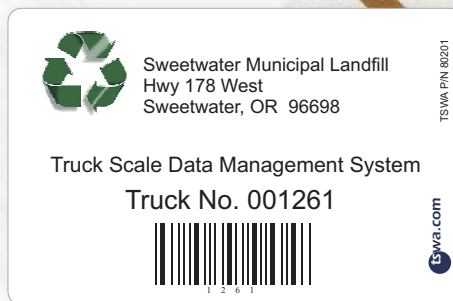 Sweetwater Municipal Landfill
Hwy 178 West
Sweetwater, OR  96698
Truck Scale Data Management System
Truck No. 001261
1 2 6 1
TSWA P/N 80201
tswa.com